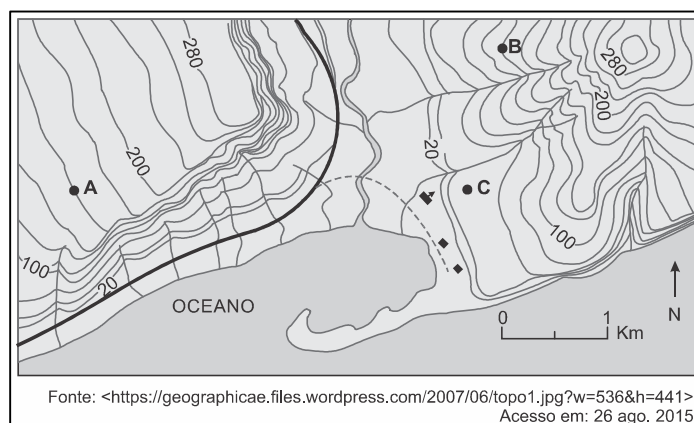 280
B
280
200
200
20
A
C
100
100
20
OCEANO
0 1
Km
N
Fonte: <https://geographicae.files.wordpress.com/2007/06/topo1.jpg?w=536&h=441>
Acesso em: 26 ago. 2015